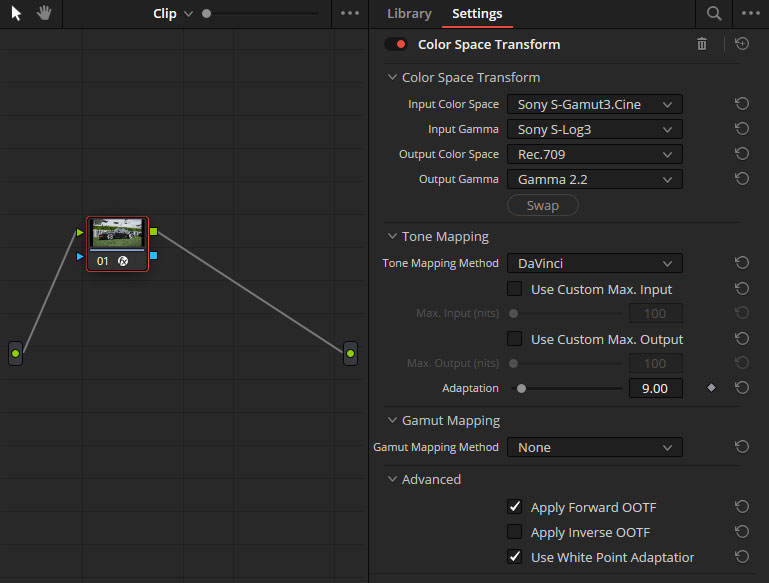 Clip
Library Settings
Color Space Transform
Color Space Transform
Input Color Space Sony S-Gamut3.Cine
Input Gamma Sony S-Log3
Output Color Space Rec.709
Output Gamma Gamma 2.2
Swap
Tone Mapping
Tone Mapping Method DaVinci
Use Custom Max. Input
Max. Input (nits) 100
Use Custom Max. Output
Max. Output (nits) 100
Adaptation 9.00
Gamut Mapping
Gamut Mapping Method None
Advanced
Apply Forward OOTF
Apply Inverse OOTF
Use White Point Adaptation
01 fx